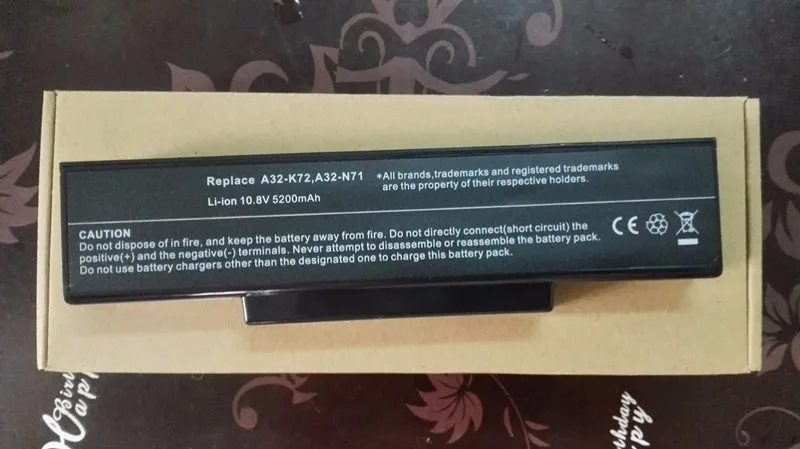 Replace A32-K72,A32-N71
Li-ion 10.8V 5200mAh
*All brands,trademarks and registered trademarks
are the property of their respective holders.
CAUTION
Do not dispose of in fire, and keep the battery away from fire. Do not directly connect(short circuit) the
positive(+) and the negative(-) terminals. Never attempt to disassemble or reassemble the battery pack.
Do not use battery chargers other than the designated one to charge this battery pack.
CE